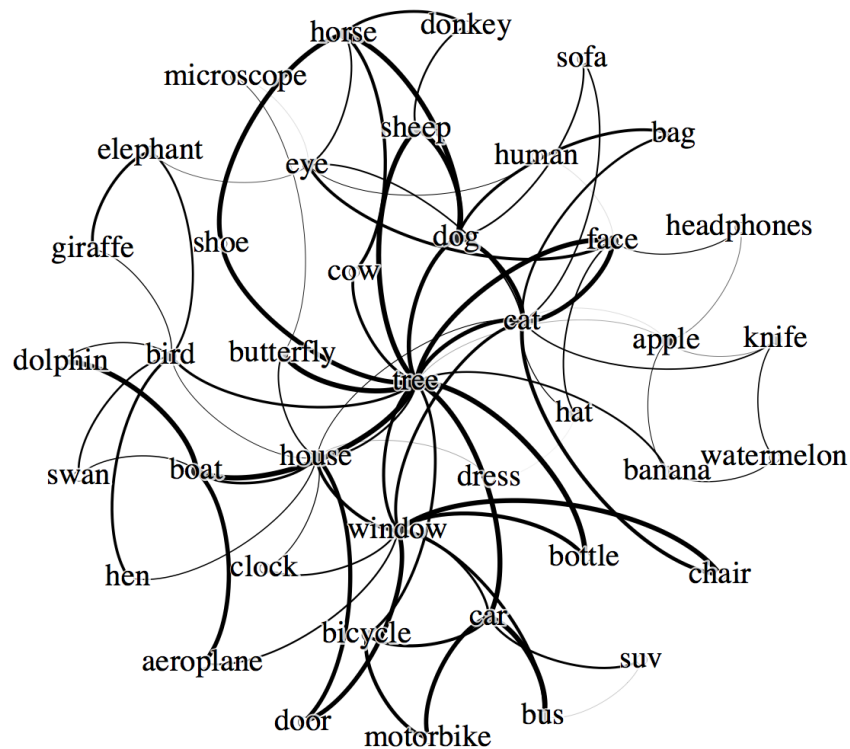 horse
donkey
sofa
microscope
sheep
bag
elephant
eye
human
giraffe
shoe
dog
face
headphones
cow
cat
dolphin
bird
butterfly
apple
knife
tree
hat
swan
boat
house
dress
banana
watermelon
window
hen
clock
bottle
chair
aeroplane
bicycle
car
suv
door
motorbike
bus